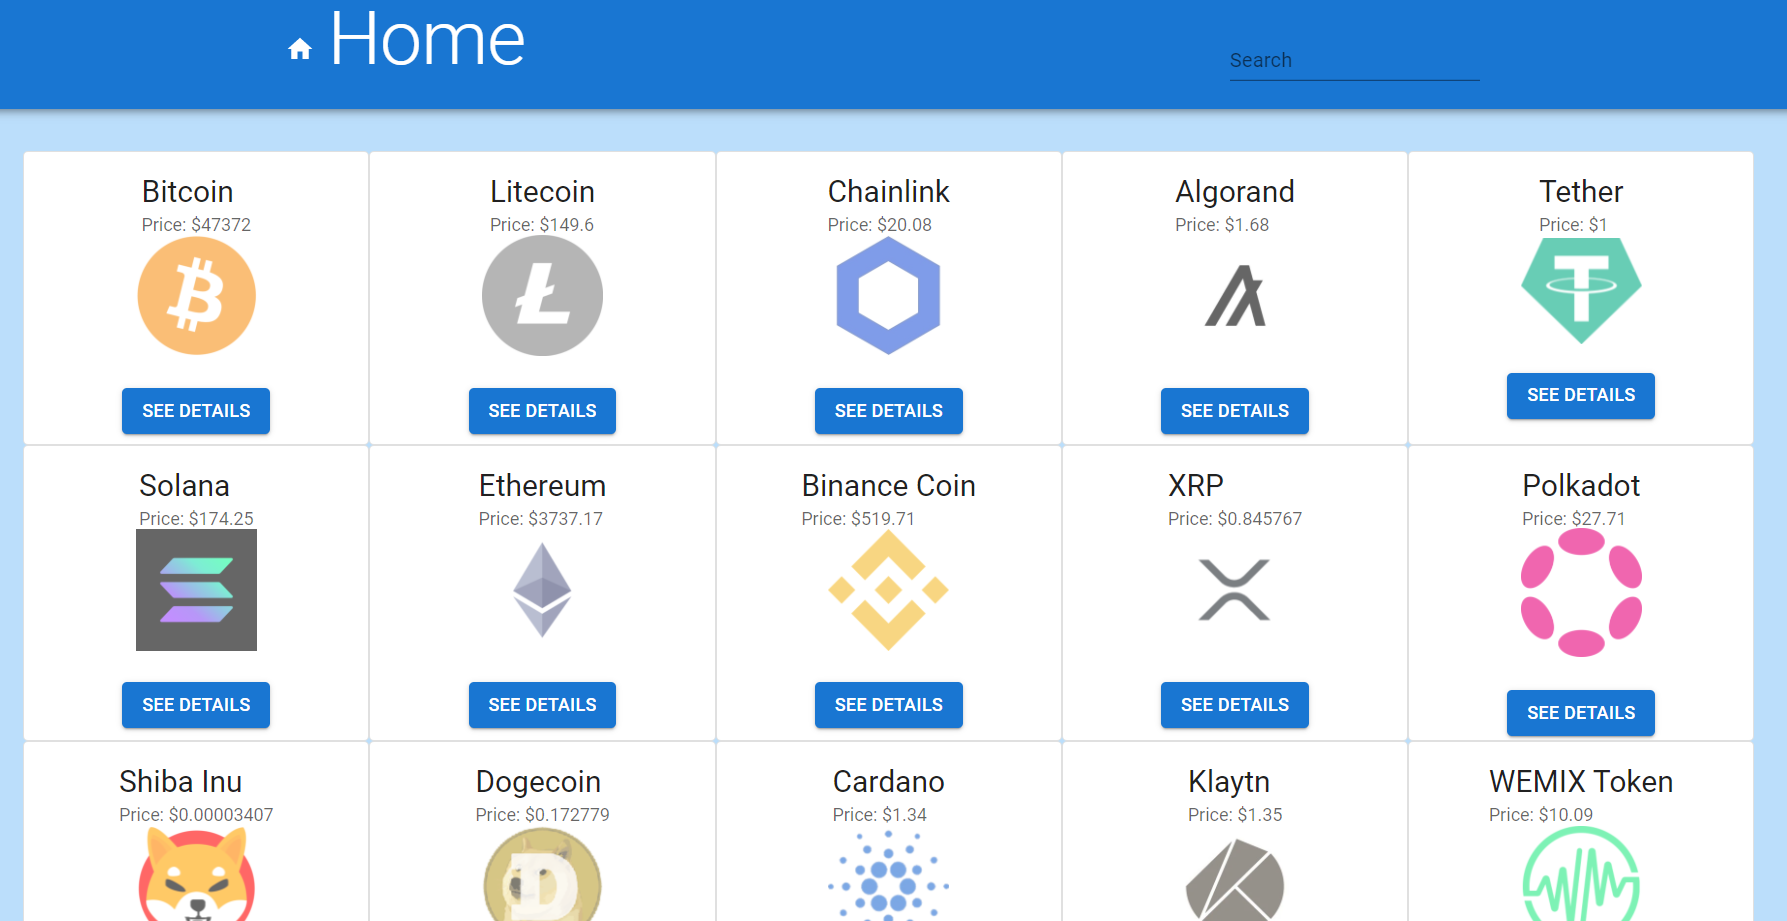 Home
Search
Bitcoin
Price: $47372
SEE DETAILS
Litecoin
Price: $149.6
SEE DETAILS
Chainlink
Price: $20.08
SEE DETAILS
Algorand
Price: $1.68
SEE DETAILS
Tether
Price: $1
SEE DETAILS
Solana
Price: $174.25
SEE DETAILS
Ethereum
Price: $3737.17
SEE DETAILS
Binance Coin
Price: $519.71
SEE DETAILS
XRP
Price: $0.845767
SEE DETAILS
Polkadot
Price: $27.71
SEE DETAILS
Shiba Inu
Price: $0.00003407
Dogecoin
Price: $0.172779
Cardano
Price: $1.34
Klaytn
Price: $1.35
WEMIX Token
Price: $10.09